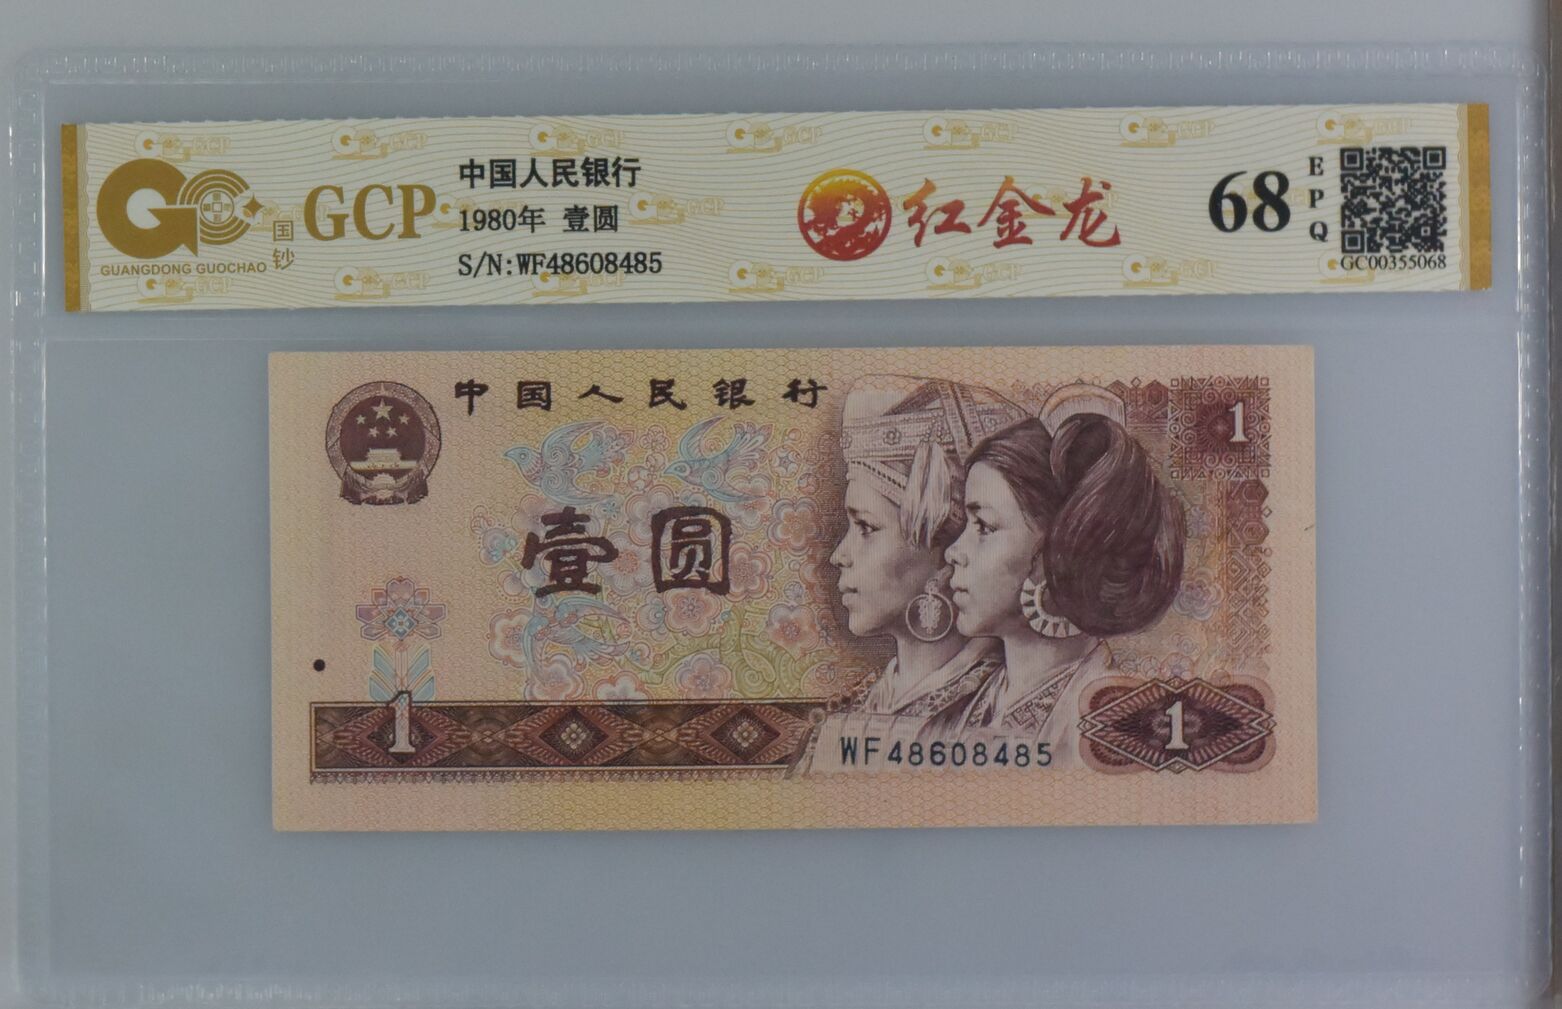 国钞
GUANGDONG GUOCHAO
GCP
中国人民银行
1980年 壹圆
S/N:WF48608485
红金龙
68
EPQ
GC00355068
中国人民银行
1
壹圆
1
WF48608485
1